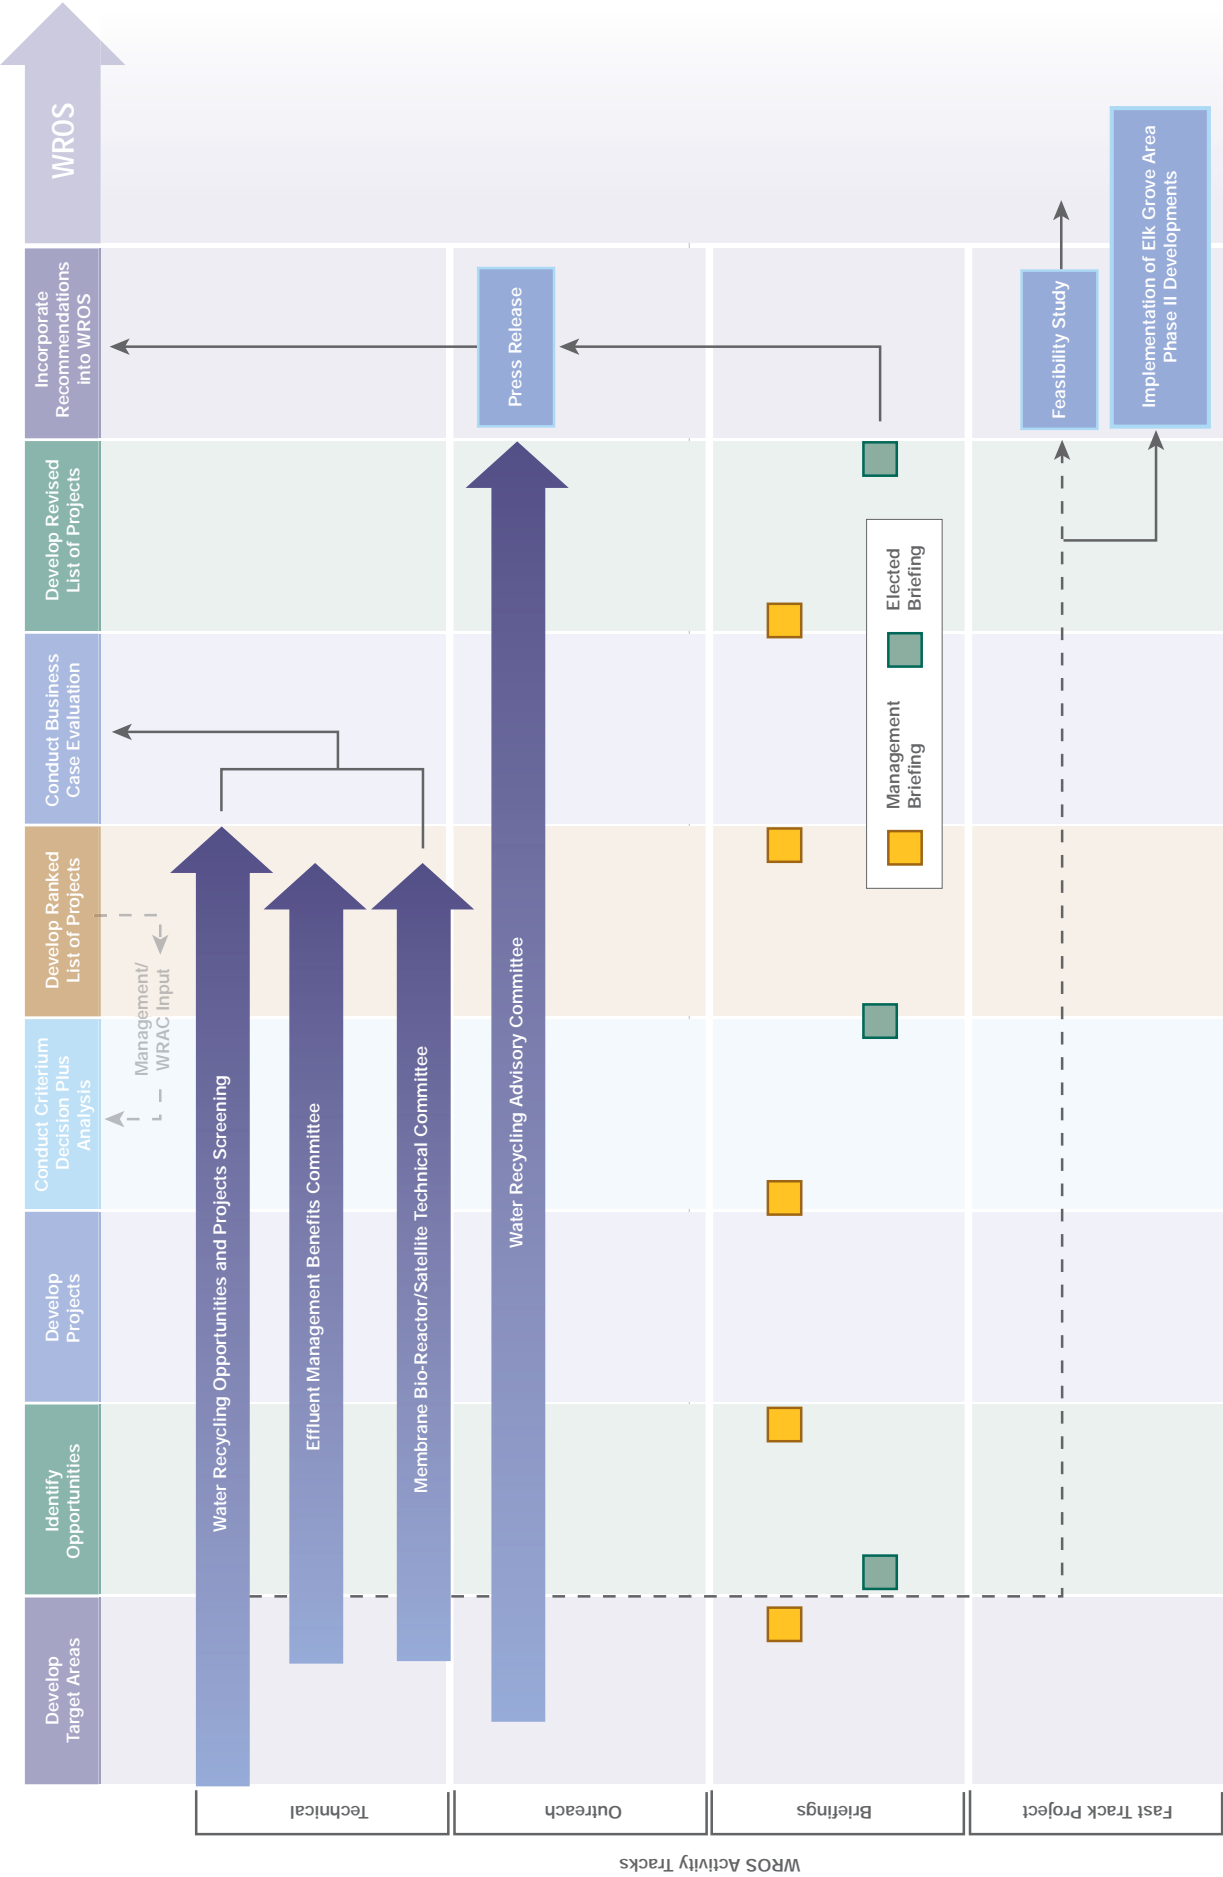 Develop
Target Areas
Identify
Opportunities
Develop
Projects
Conduct Criterium
Decision Plus
Analysis
Develop Ranked
List of Projects
Conduct Business
Case Evaluation
Develop Revised
List of Projects
Incorporate
Recommendations
into WROS
WROS
Management/
WRAC Input
WROS Activity Tracks
Technical
Water Recycling Opportunities and Projects Screening
Effluent Management Benefits Committee
Membrane Bio-Reactor/Satellite Technical Committee
Outreach
Water Recycling Advisory Committee
Press Release
Briefings
Management
Briefing
Elected
Briefing
Fast Track Project
Feasibility Study
Implementation of Elk Grove Area
Phase II Developments